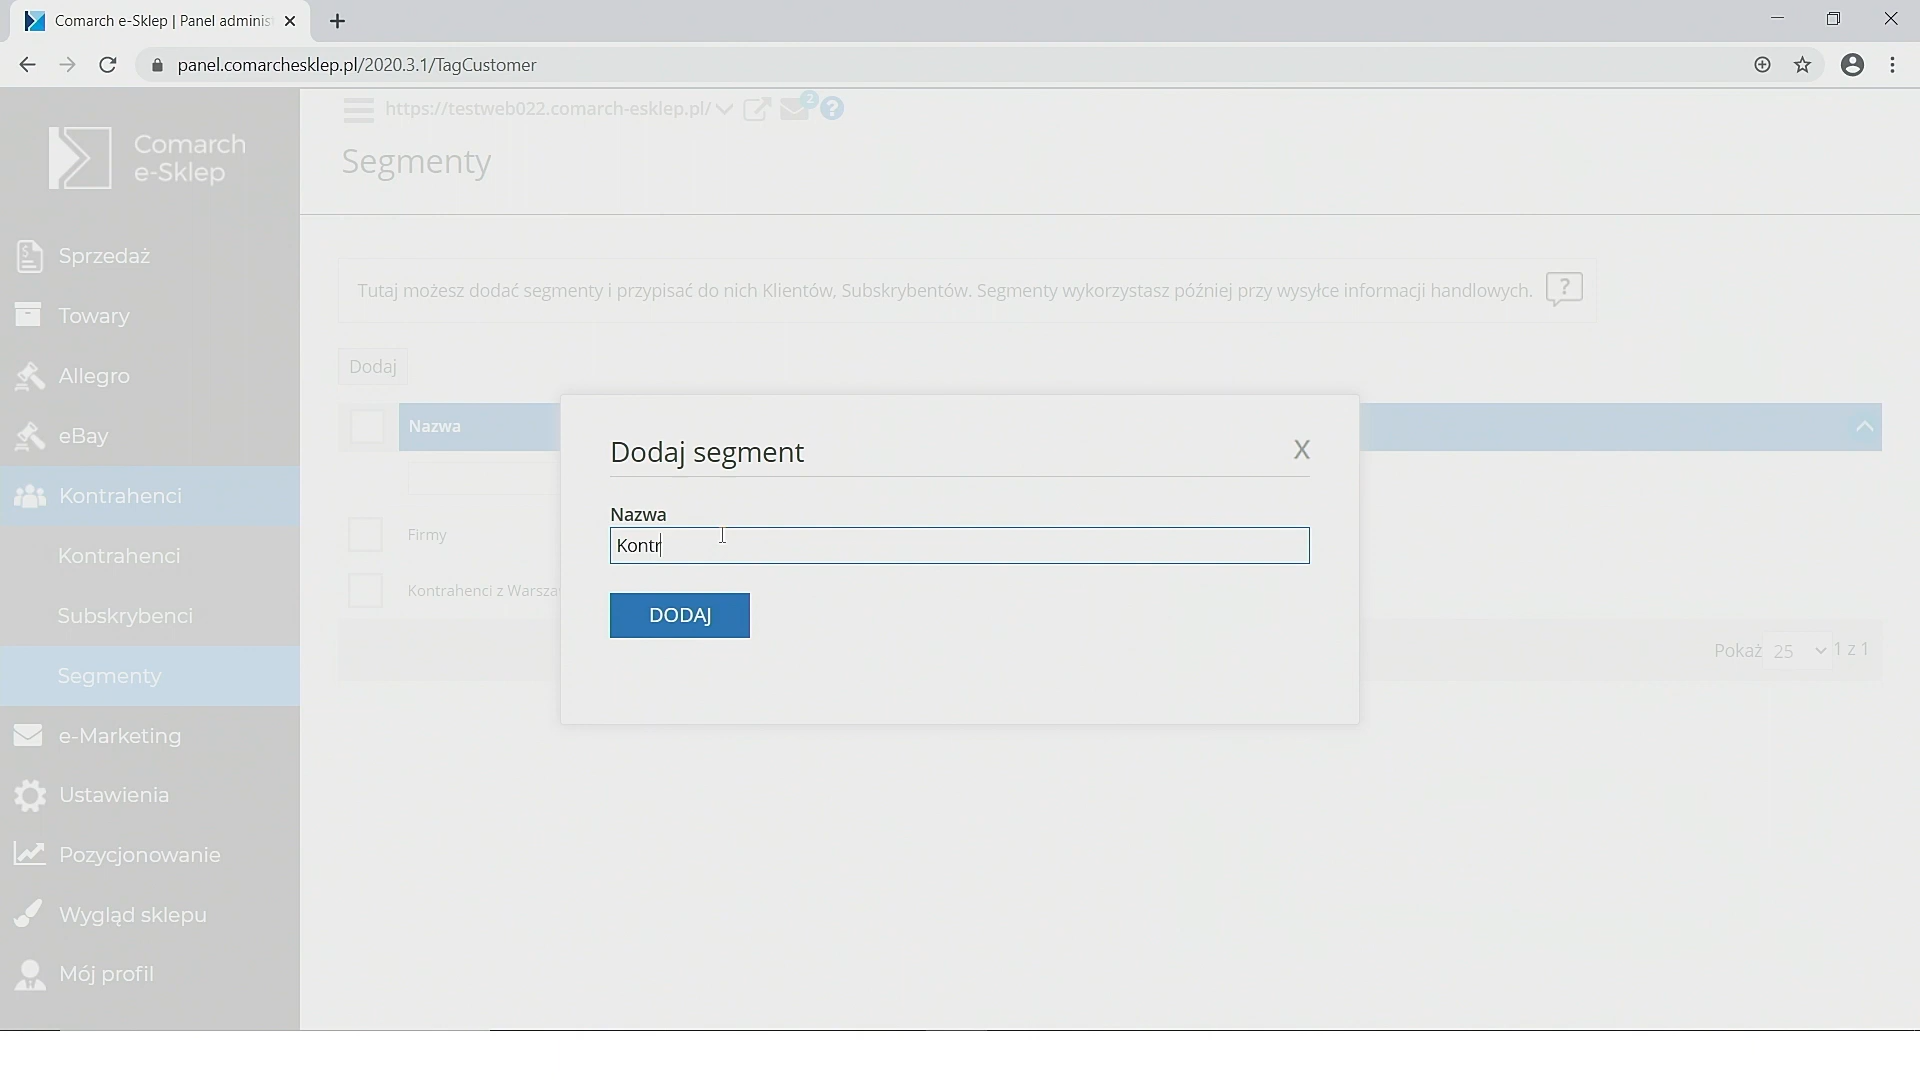 Comarch e-Sklep | Panel adminis
panel.comarchesklep.pl/2020.3.1/TagCustomer
Comarch
e-Sklep
https://testweb022.comarch-esklep.pl/
2
?
Segmenty
Sprzedaż
Towary
Allegro
eBay
Kontrahenci
Kontrahenci
Subskrybenci
Segmenty
e-Marketing
Ustawienia
Pozycjonowanie
Wygląd sklepu
Mój profil
Tutaj możesz dodać segmenty i przypisać do nich Klientów, Subskrybentów. Segmenty wykorzystasz później przy wysyłce informacji handlowych. ?
Dodaj
Nazwa
Firmy
Kontrahenci z Warsza
Pokaż 25 1 z 1
Dodaj segment X
Nazwa
Kontr
DODAJ